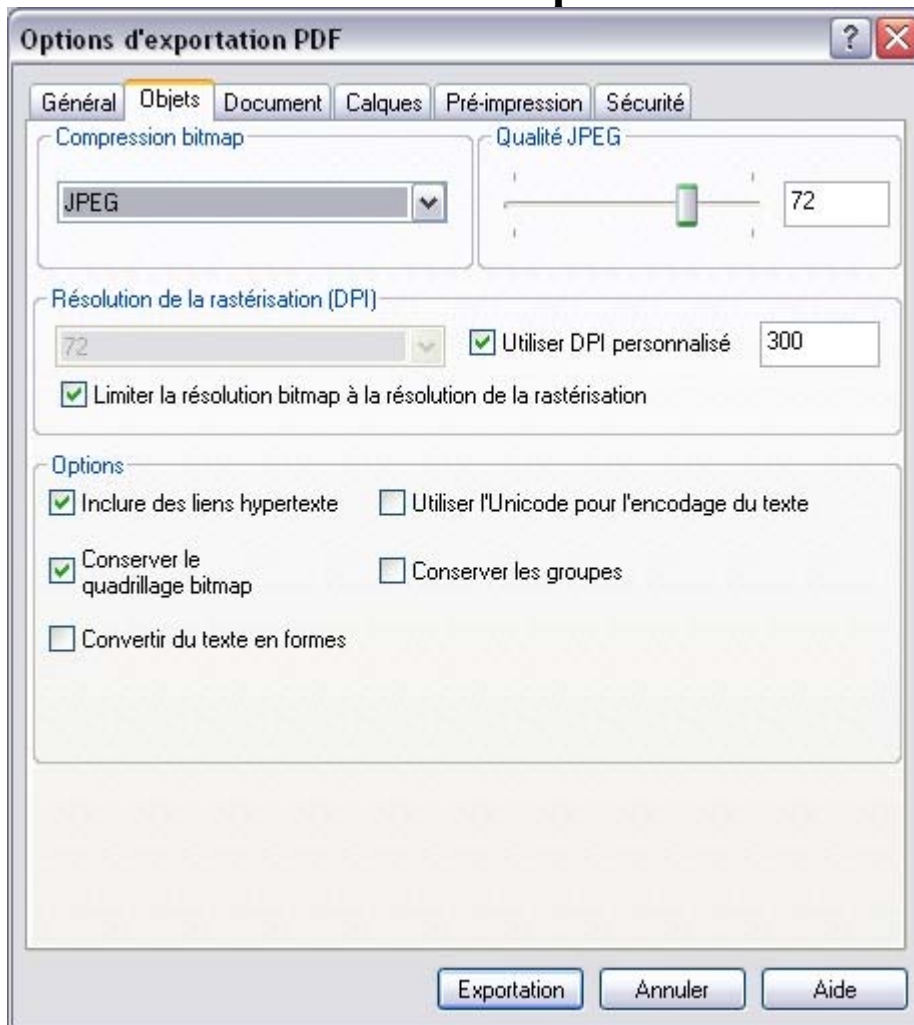 Options d'exportation PDF
Général Objets Document Calques Pré-impression Sécurité
Compression bitmap
Qualité JPEG
JPEG
72
Résolution de la rastérisation (DPI)
72
Utiliser DPI personnalisé
300
Limiter la résolution bitmap à la résolution de la rastérisation
Options
Inclure des liens hypertexte
Utiliser l'Unicode pour l'encodage du texte
Conserver le
quadrillage bitmap
Conserver les groupes
Convertir du texte en formes
Exportation Annuler Aide